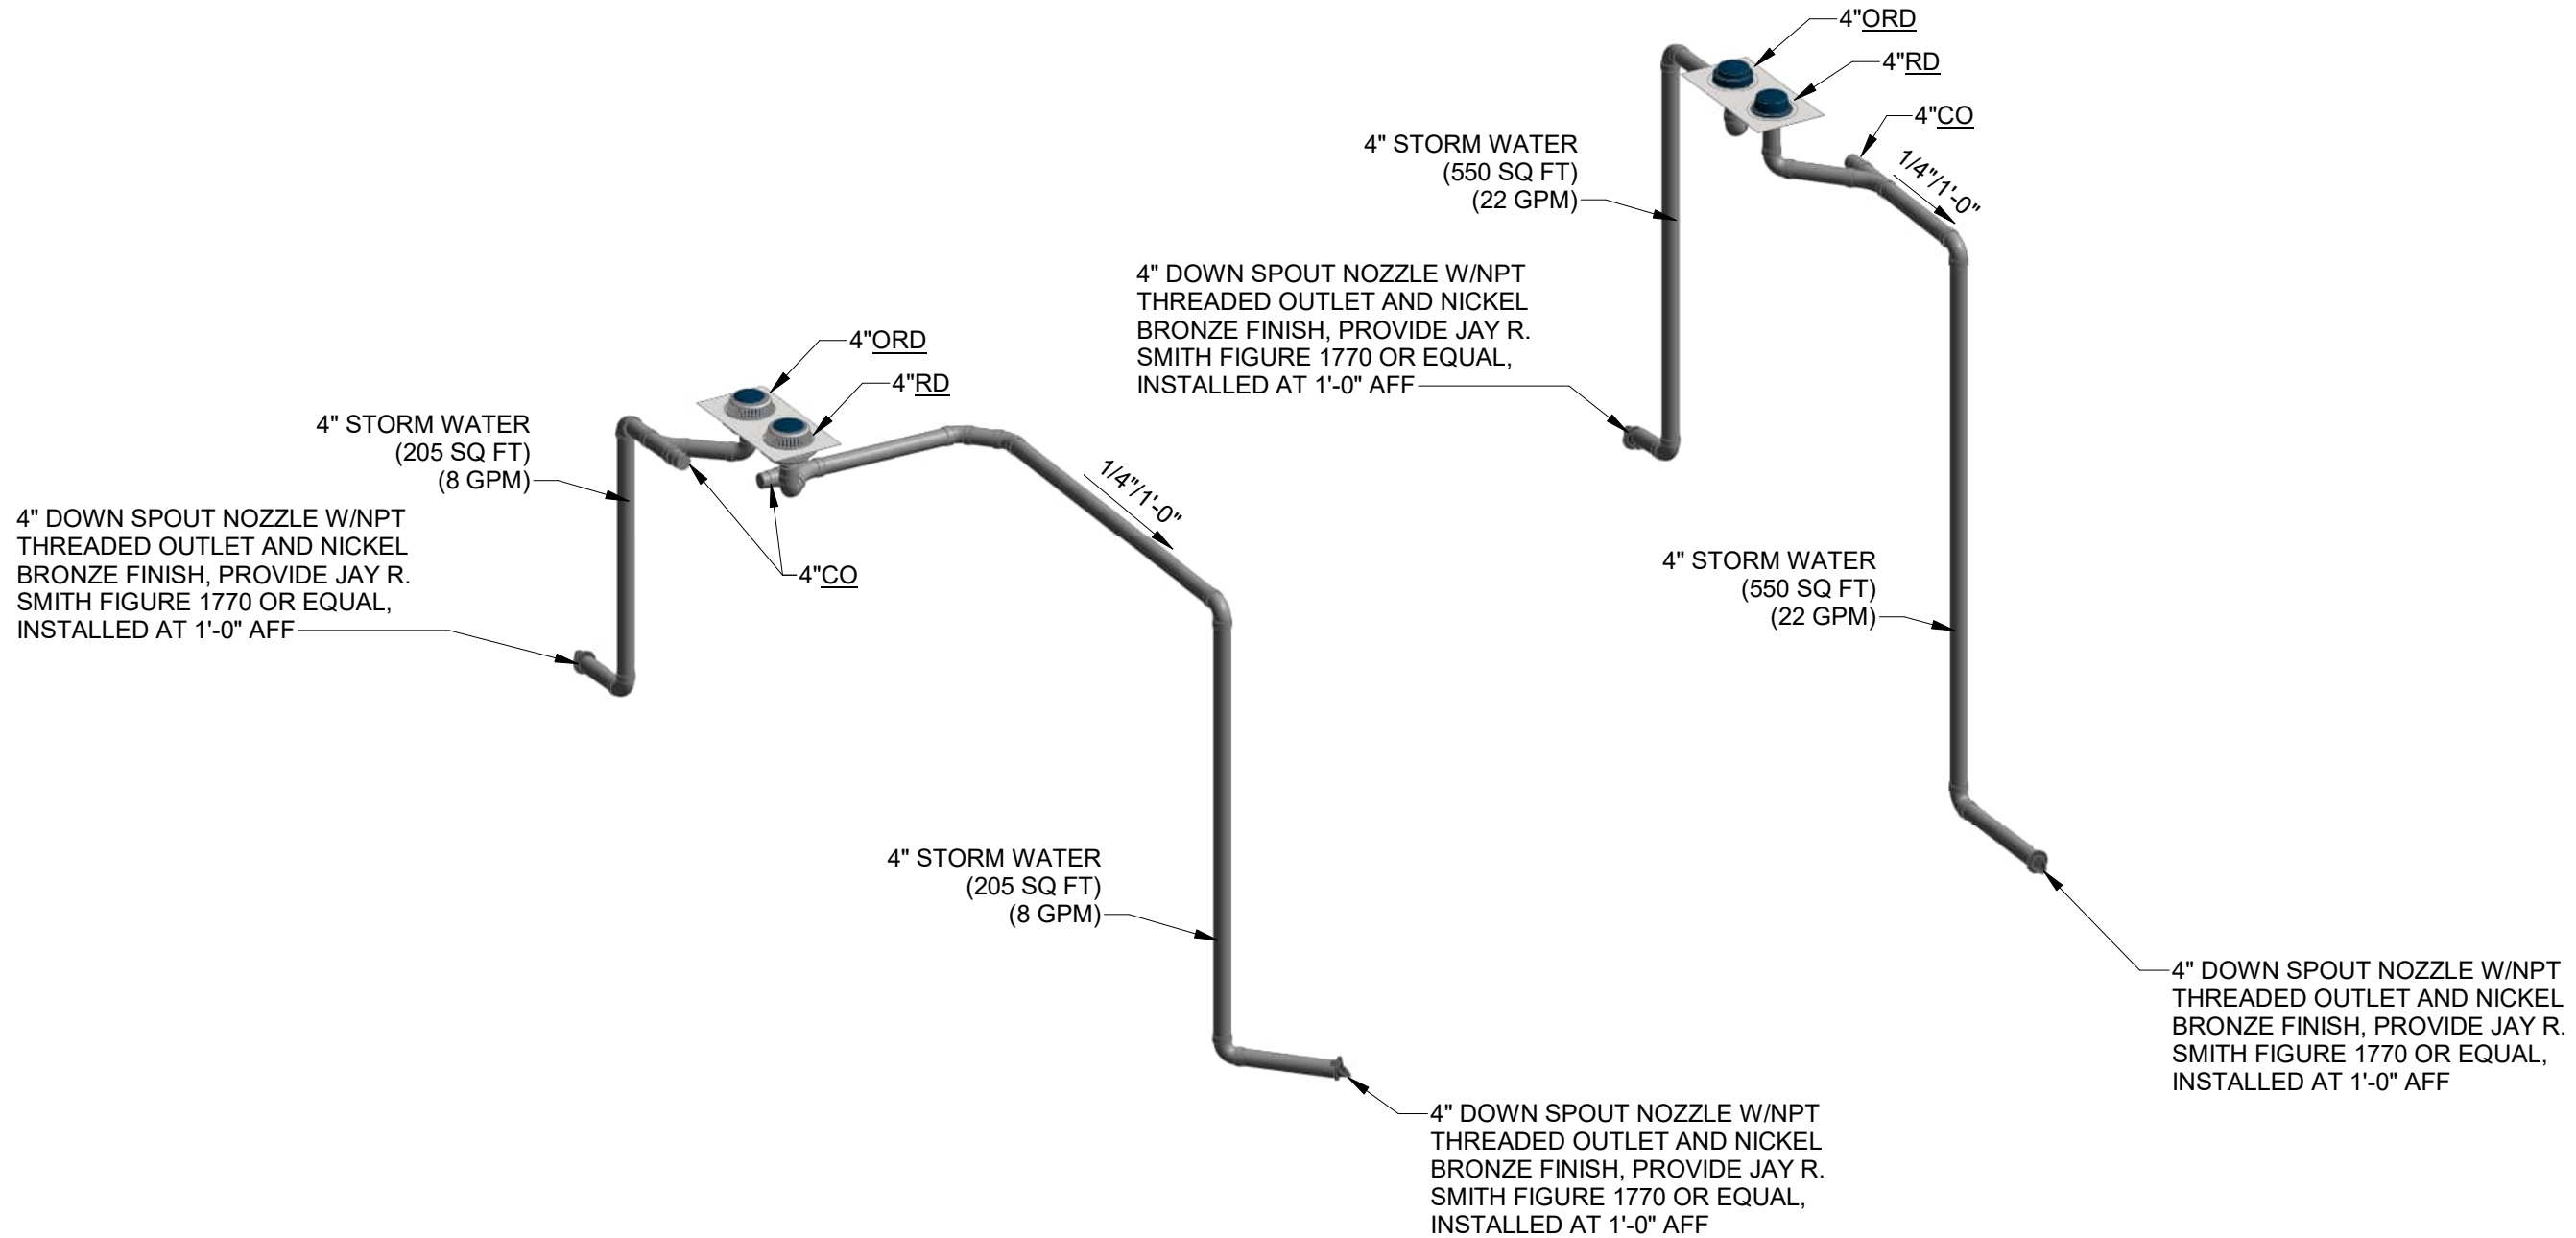 4"ORD
4"RD
4"CO
1/4"/1'-0"
4" STORM WATER
(550 SQ FT)
(22 GPM)
4" DOWN SPOUT NOZZLE W/NPT
THREADED OUTLET AND NICKEL
BRONZE FINISH, PROVIDE JAY R.
SMITH FIGURE 1770 OR EQUAL,
INSTALLED AT 1'-0" AFF
4"ORD
4"RD
4" STORM WATER
(205 SQ FT)
(8 GPM)
1/4"/1'-0"
4" DOWN SPOUT NOZZLE W/NPT
THREADED OUTLET AND NICKEL
BRONZE FINISH, PROVIDE JAY R.
SMITH FIGURE 1770 OR EQUAL,
INSTALLED AT 1'-0" AFF
4"CO
4" STORM WATER
(550 SQ FT)
(22 GPM)
4" STORM WATER
(205 SQ FT)
(8 GPM)
4" DOWN SPOUT NOZZLE W/NPT
THREADED OUTLET AND NICKEL
BRONZE FINISH, PROVIDE JAY R.
SMITH FIGURE 1770 OR EQUAL,
INSTALLED AT 1'-0" AFF
4" DOWN SPOUT NOZZLE W/NPT
THREADED OUTLET AND NICKEL
BRONZE FINISH, PROVIDE JAY R.
SMITH FIGURE 1770 OR EQUAL,
INSTALLED AT 1'-0" AFF